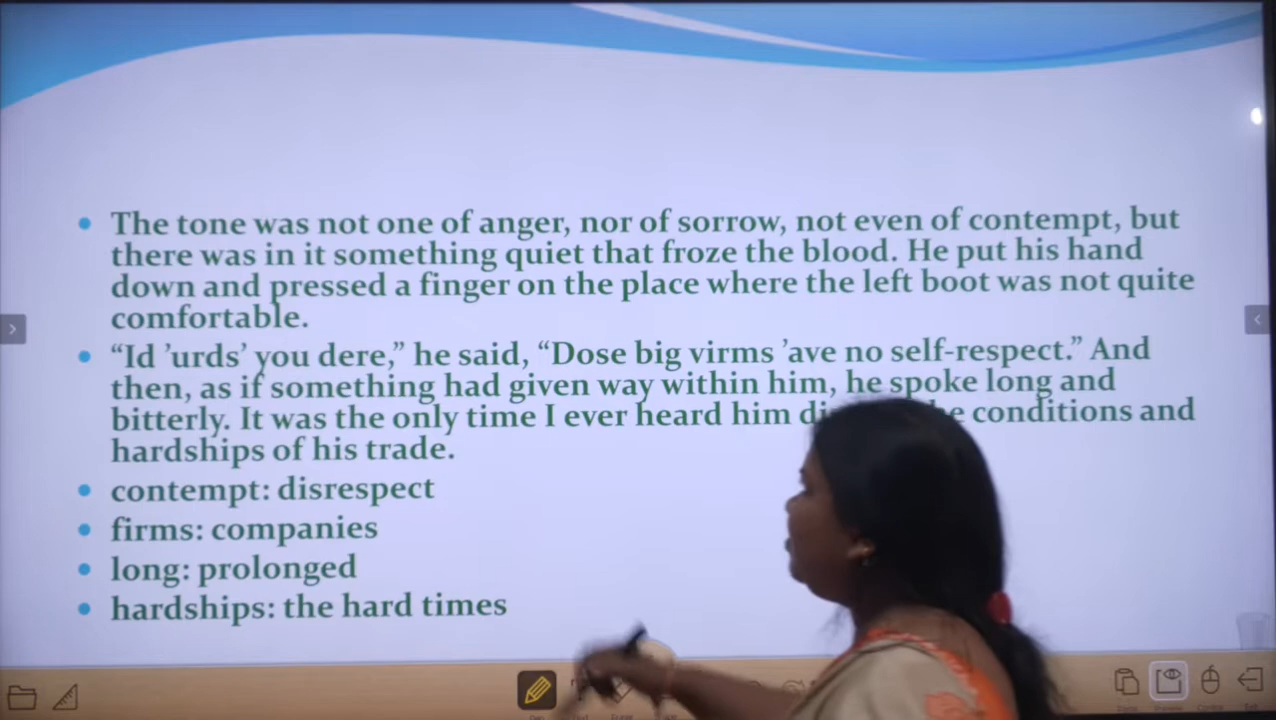 The tone was not one of anger, nor of sorrow, not even of contempt, but
there was in it something quiet that froze the blood. He put his hand
down and pressed a finger on the place where the left boot was not quite
comfortable.
“Id ’urds’ you dere,” he said, “Dose big virms ’ave no self-respect.” And
then, as if something had given way within him, he spoke long and
bitterly. It was the only time I ever heard him conditions and
hardships of his trade.
contempt: disrespect
firms: companies
long: prolonged
hardships: the hard times